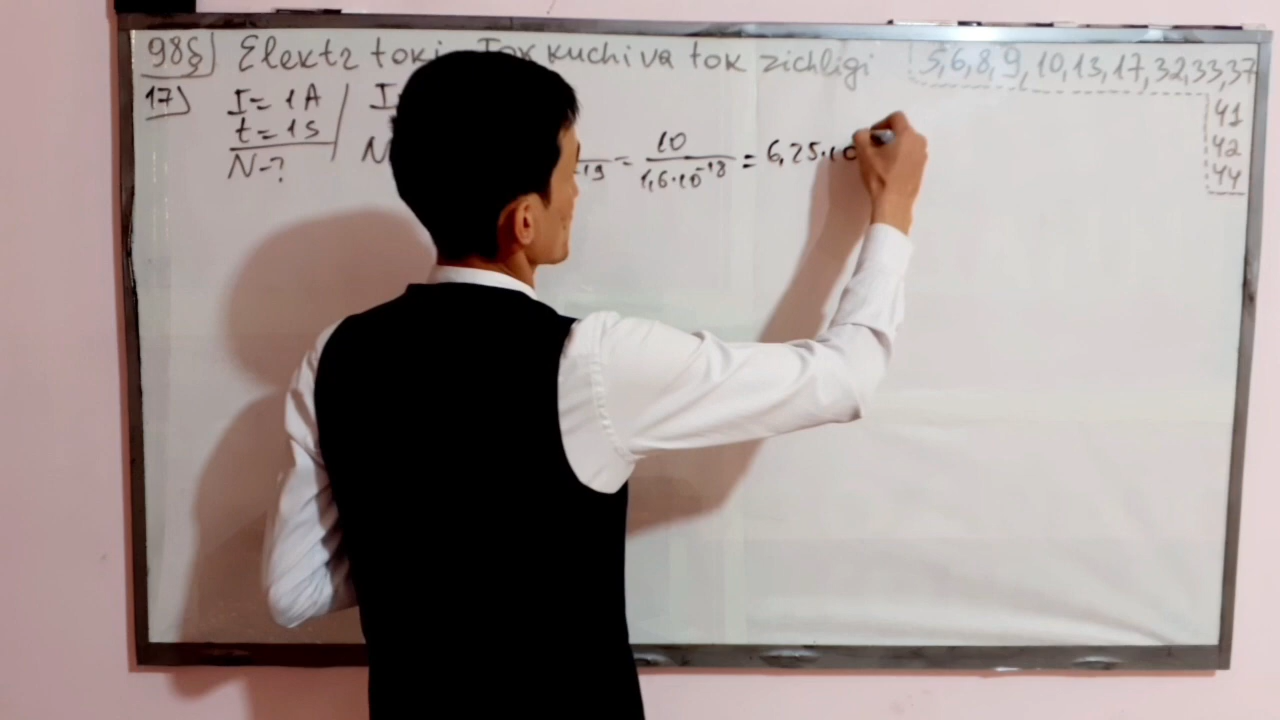 98§ Elektr toki. Tok kuchi va tok zichligi
5, 6, 8, 9, 10, 13, 17, 32, 33, 37
41
42
44
17) I = 1A
t = 1s
N-?
I
N
-19 = 10 / 1,6·10⁻¹⁸ = 6,25·10